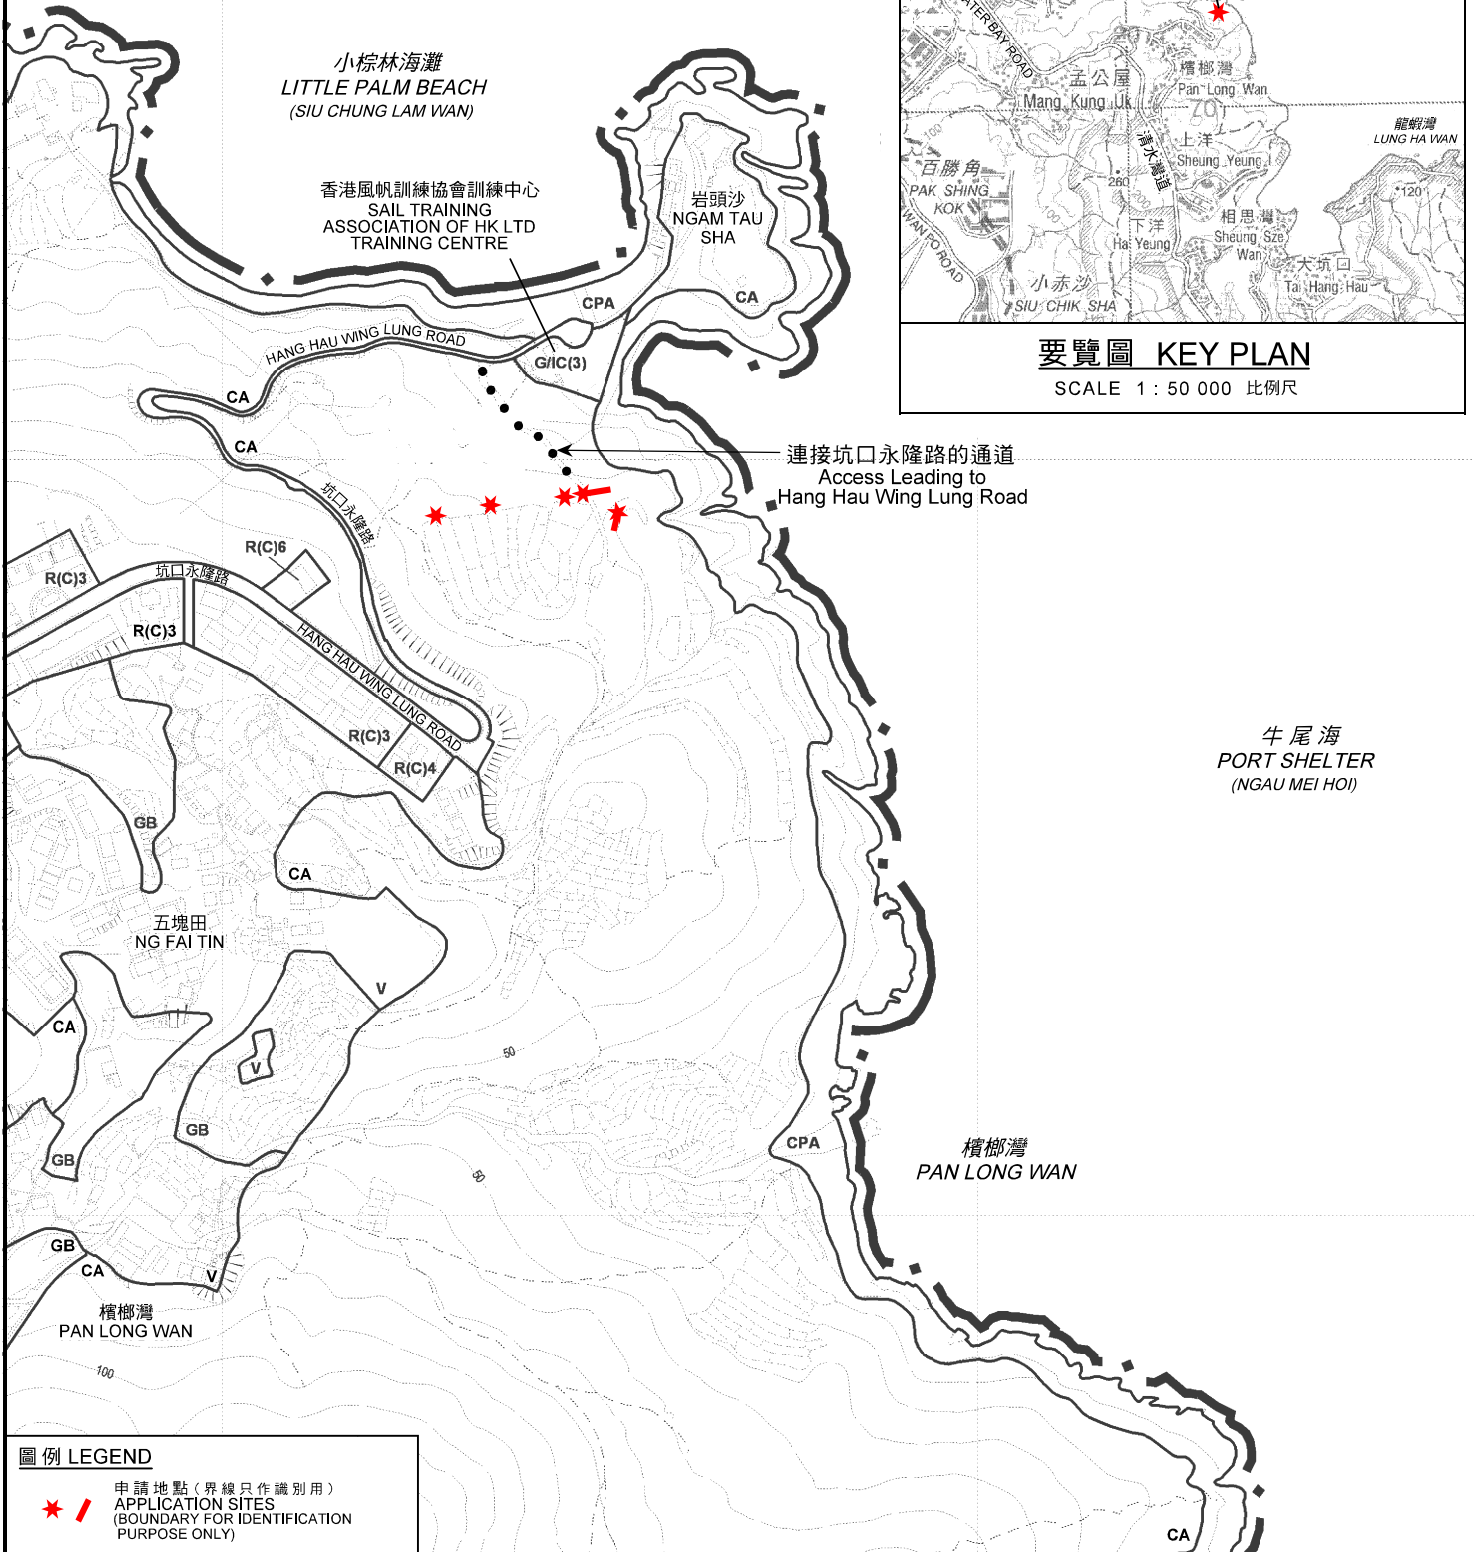 小棕林海灘
LITTLE PALM BEACH
(SIU CHUNG LAM WAN)
香港風帆訓練協會訓練中心
SAIL TRAINING
ASSOCIATION OF HK LTD
TRAINING CENTRE
岩頭沙
NGAM TAU
SHA
CPA
CA
HANG HAU WING LUNG ROAD
G/IC(3)
CA
CA
坑口永隆路
連接坑口永隆路的通道
Access Leading to
Hang Hau Wing Lung Road
R(C)6
R(C)3
坑口永隆路
R(C)3
HANG HAU WING LUNG ROAD
R(C)3
R(C)4
GB
CA
五塊田
NG FAI TIN
V
CA
V
GB
GB
50
50
CPA
GB
CA
V
檳榔灣
PAN LONG WAN
100
牛尾海
PORT SHELTER
(NGAU MEI HOI)
檳榔灣
PAN LONG WAN
CA
圖例 LEGEND
申請地點 (界線只作識別用)
APPLICATION SITES
(BOUNDARY FOR IDENTIFICATION
PURPOSE ONLY)
ATER BAY ROAD
孟公屋
Mang Kung Uk
檳榔灣
Pan Long Wan
20
龍蝦灣
LUNG HA WAN
100
清水灣道
上洋
Sheung Yeung
百勝角
PAK SHING
KOK
260
200
120
100
100
WAN PO ROAD
下洋
Ha Yeung
相思灣
Sheung Sze
Wan
大坑口
Tai Hang Hau
小赤沙
SIU CHIK SHA
要覽圖 KEY PLAN
SCALE 1 : 50 000 比例尺